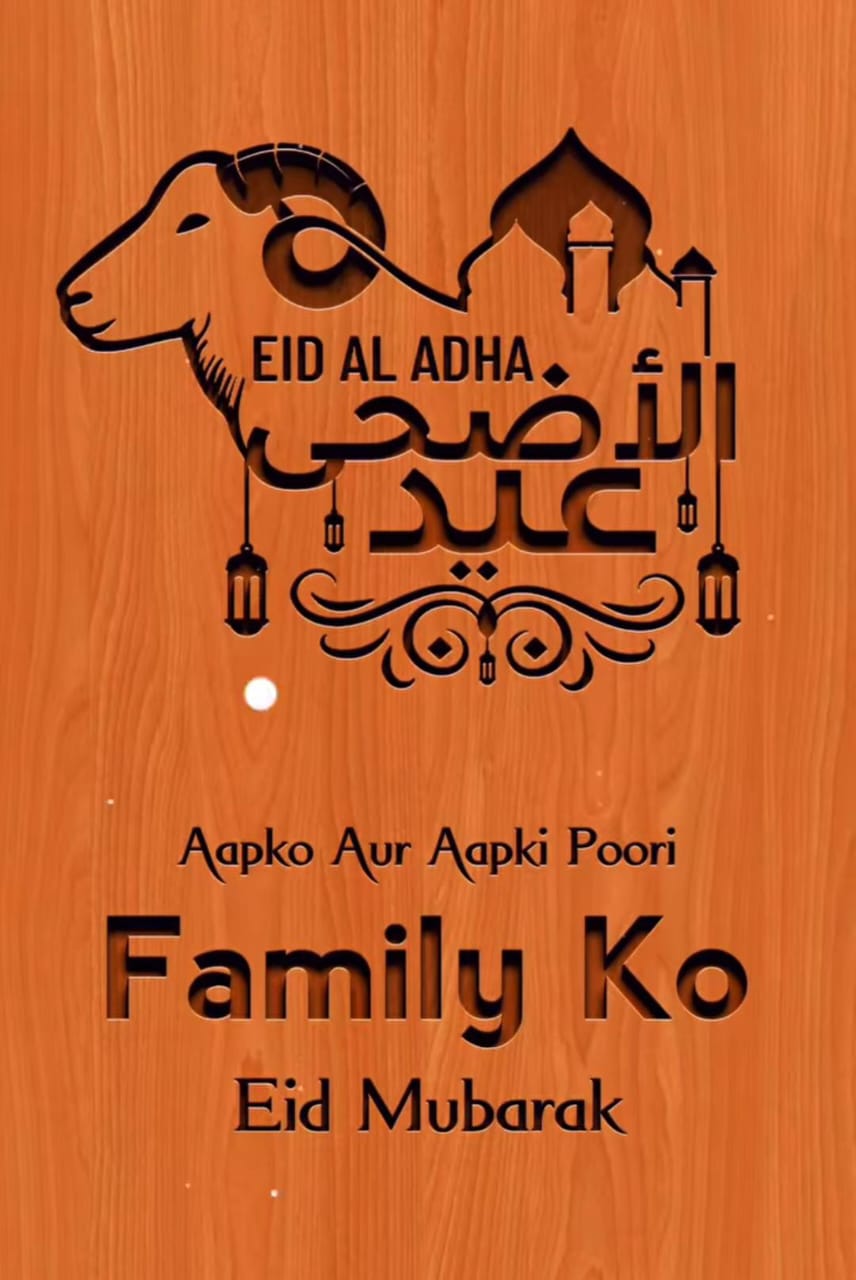 EID AL ADHA
الأضحى
عيد
Aapko Aur Aapki Poori
Family Ko
Eid Mubarak